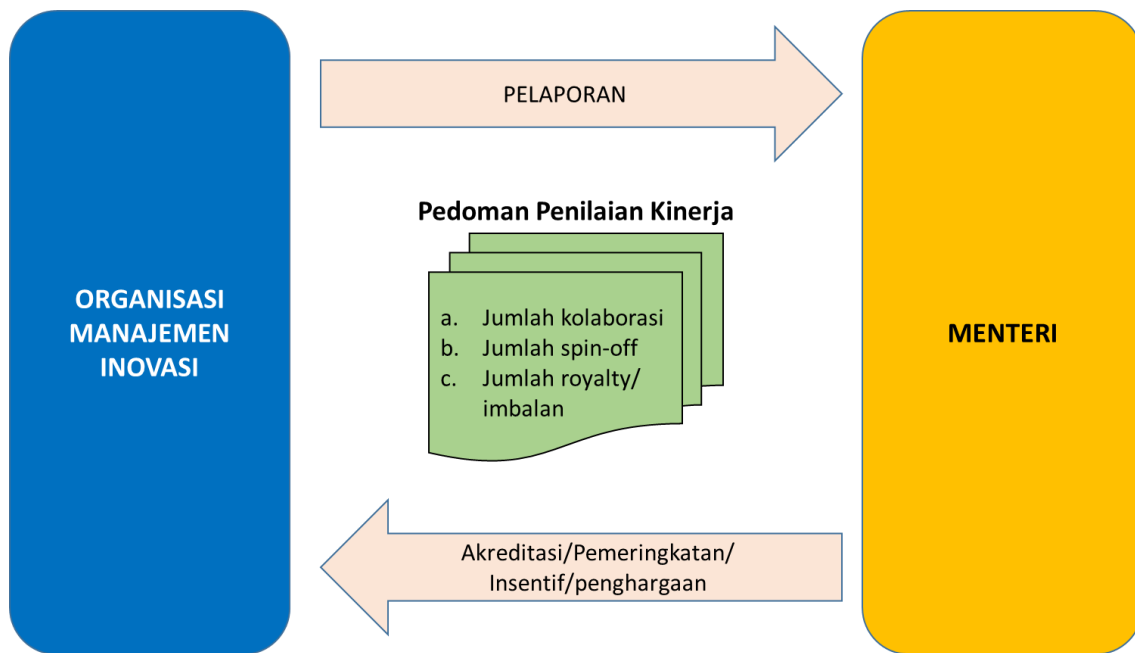 PELAPORAN
Pedoman Penilaian Kinerja
ORGANISASI
MANAJEMEN
INOVASI
a. Jumlah kolaborasi
b. Jumlah spin-off
c. Jumlah royalty/
imbalan
MENTERI
Akreditasi/Pemeringkatan/
Insentif/penghargaan